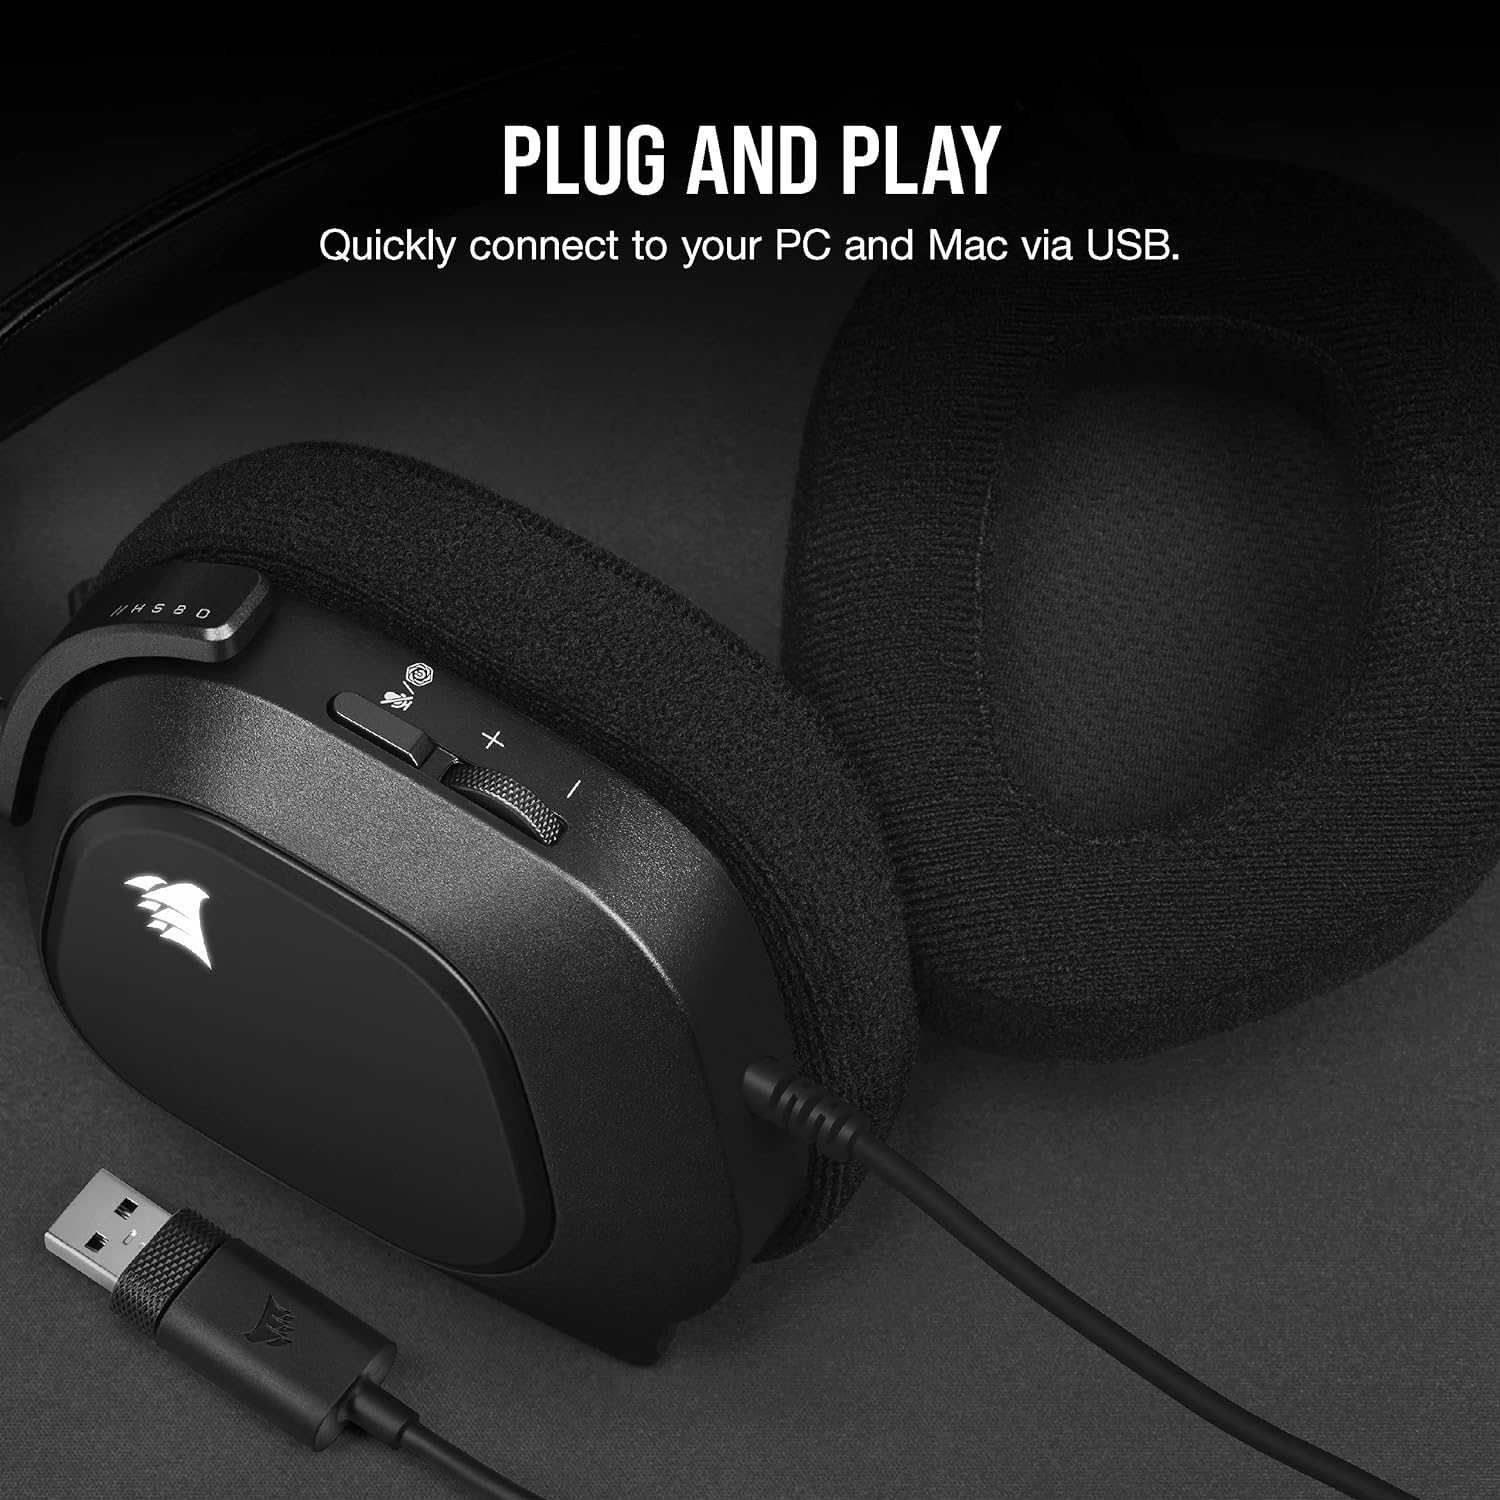 PLUG AND PLAY
Quickly connect to your PC and Mac via USB.
HS80
+
−